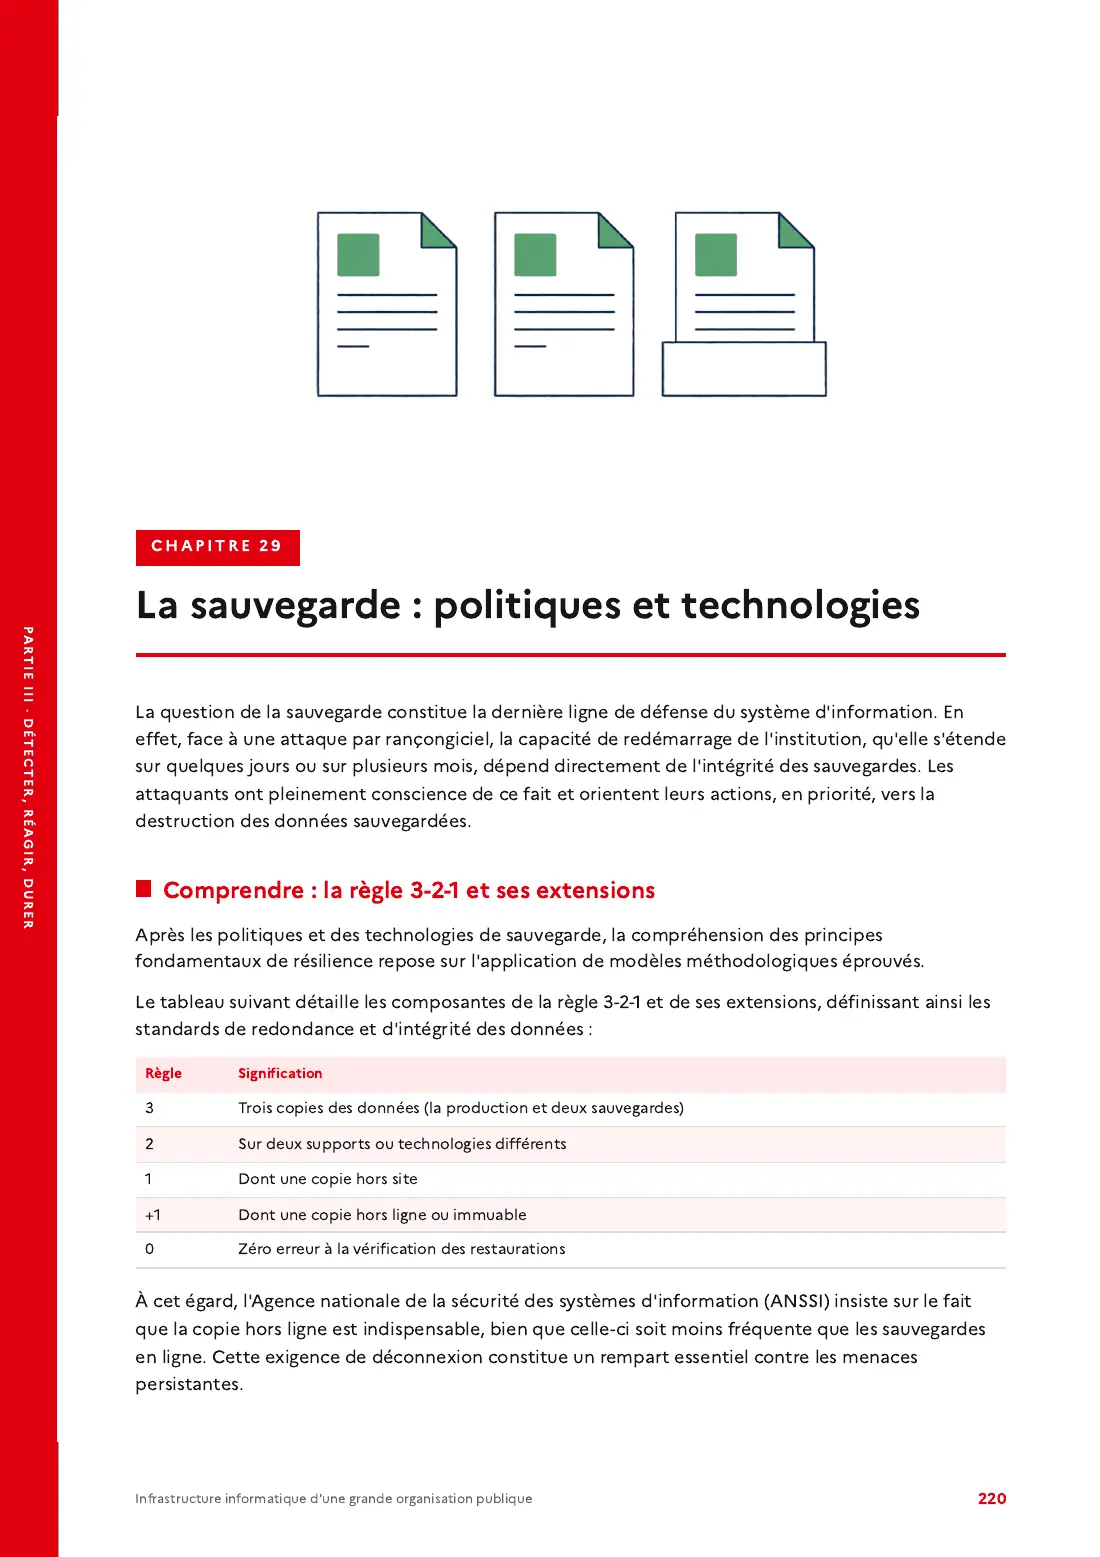 CHAPITRE 29
La sauvegarde : politiques et technologies
PARTIE III · DÉTECTER, RÉAGIR, DURER
La question de la sauvegarde constitue la dernière ligne de défense du système d'information. En
effet, face à une attaque par rançongiciel, la capacité de redémarrage de l'institution, qu'elle s'étende
sur quelques jours ou sur plusieurs mois, dépend directement de l'intégrité des sauvegardes. Les
attaquants ont pleinement conscience de ce fait et orientent leurs actions, en priorité, vers la
destruction des données sauvegardées.
Comprendre : la règle 3-2-1 et ses extensions
Après les politiques et des technologies de sauvegarde, la compréhension des principes
fondamentaux de résilience repose sur l'application de modèles méthodologiques éprouvés.
Le tableau suivant détaille les composantes de la règle 3-2-1 et de ses extensions, définissant ainsi les
standards de redondance et d'intégrité des données :
Règle Signification
3 Trois copies des données (la production et deux sauvegardes)
2 Sur deux supports ou technologies différents
1 Dont une copie hors site
+1 Dont une copie hors ligne ou immuable
0 Zéro erreur à la vérification des restaurations
À cet égard, l'Agence nationale de la sécurité des systèmes d'information (ANSSI) insiste sur le fait
que la copie hors ligne est indispensable, bien que celle-ci soit moins fréquente que les sauvegardes
en ligne. Cette exigence de déconnexion constitue un rempart essentiel contre les menaces
persistantes.
Infrastructure informatique d'une grande organisation publique 220